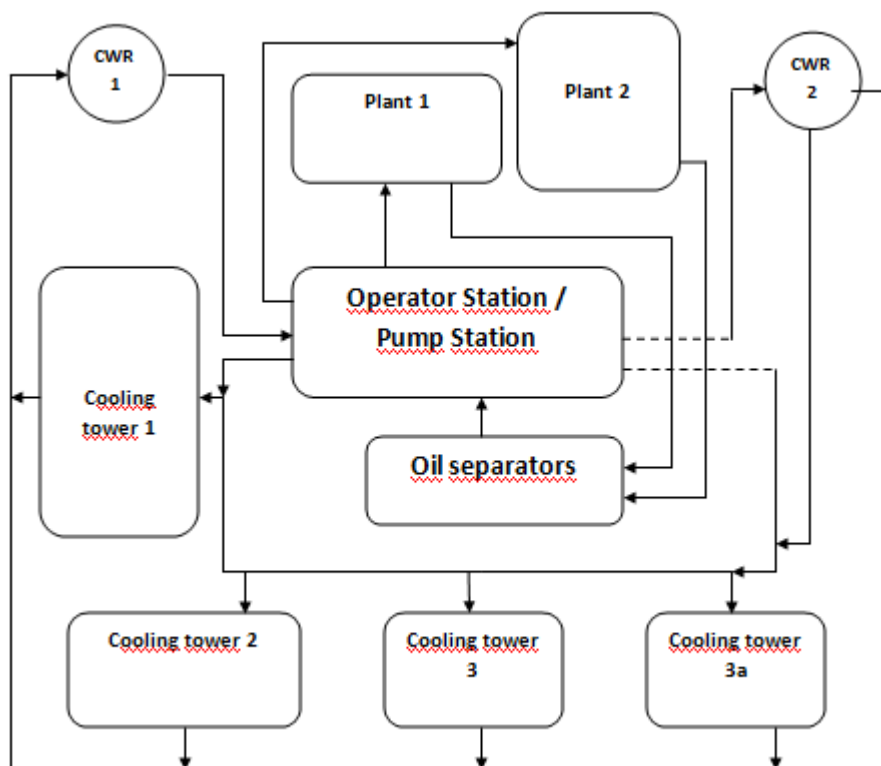 CWR
1
Plant 1
Plant 2
CWR
2
Operator Station /
Pump Station
Cooling
tower 1
Oil separators
Cooling tower 2
Cooling tower
3
Cooling tower
3a